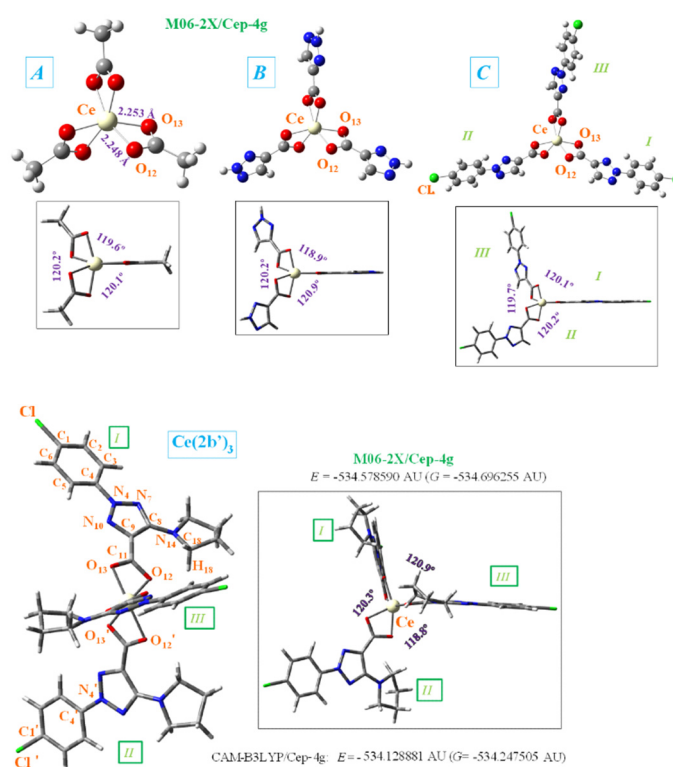 M06-2X/Cep-4g
A
B
C
Ce
2.253 Å
O13
2.248 Å
O12
Ce
O13
O12
III
II
Ce
O13
I
Cl
O12
119.6°
120.2°
120.1°
118.9°
120.2°
120.9°
III
120.1°
I
119.7°
120.2°
II
Cl
I
Ce(2b')3
C1
C2
C6
C3
C4
C5
N4
N7
N10
C9
C8
N14
C18
C11
H18
O13
O12
III
O13'
O12'
N4'
C4'
C1'
Cl'
II
M06-2X/Cep-4g
E = -534.578590 AU (G = -534.696255 AU)
I
120.9°
III
120.3°
Ce
118.8°
II
CAM-B3LYP/Cep-4g: E = - 534.128881 AU (G= -534.247505 AU)